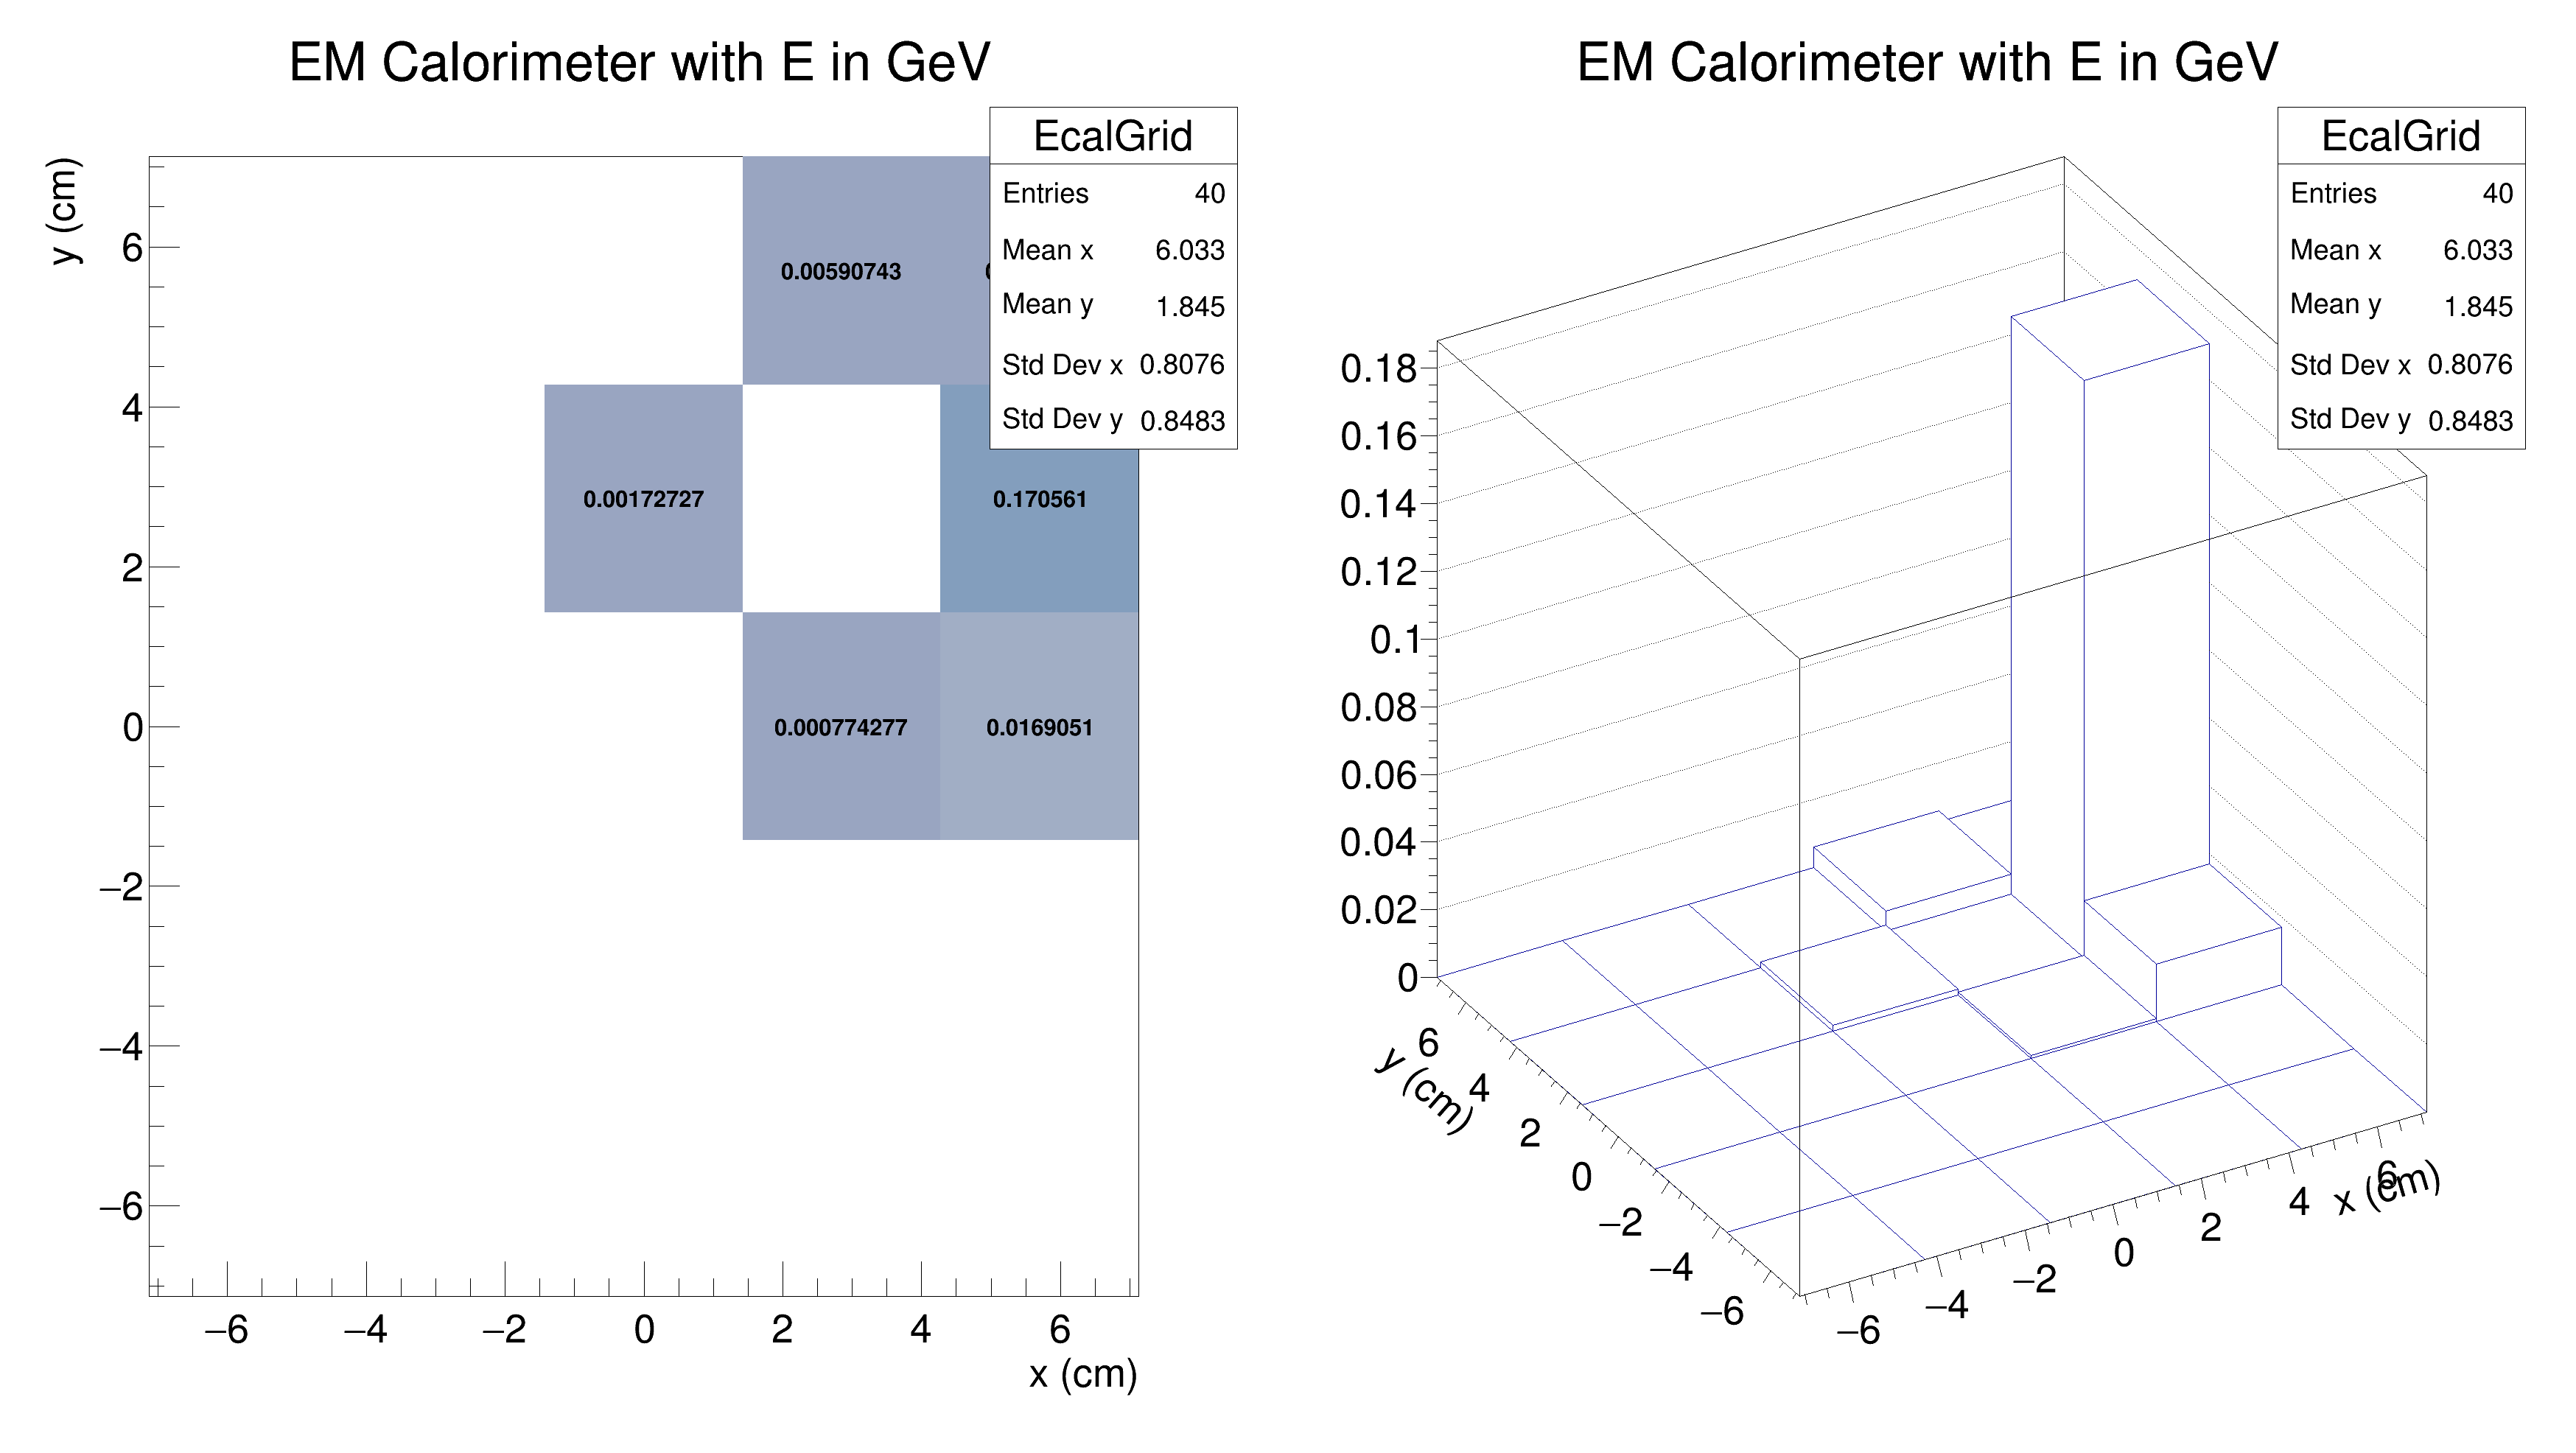 EM Calorimeter with E in GeV
EcalGrid
Entries 40
Mean x 6.033
Mean y 1.845
Std Dev x 0.8076
Std Dev y 0.8483
y (cm)
6
4
2
0
−2
−4
−6
0.00590743
0.00172727
0.170561
0.000774277
0.0169051
−6 −4 −2 0 2 4 6
x (cm)
EM Calorimeter with E in GeV
EcalGrid
Entries 40
Mean x 6.033
Mean y 1.845
Std Dev x 0.8076
Std Dev y 0.8483
0.18
0.16
0.14
0.12
0.1
0.08
0.06
0.04
0.02
0
y (cm)
6
4
2
0
−2
−4
−6
−6 −4 −2 0 2 4 6
x (cm)